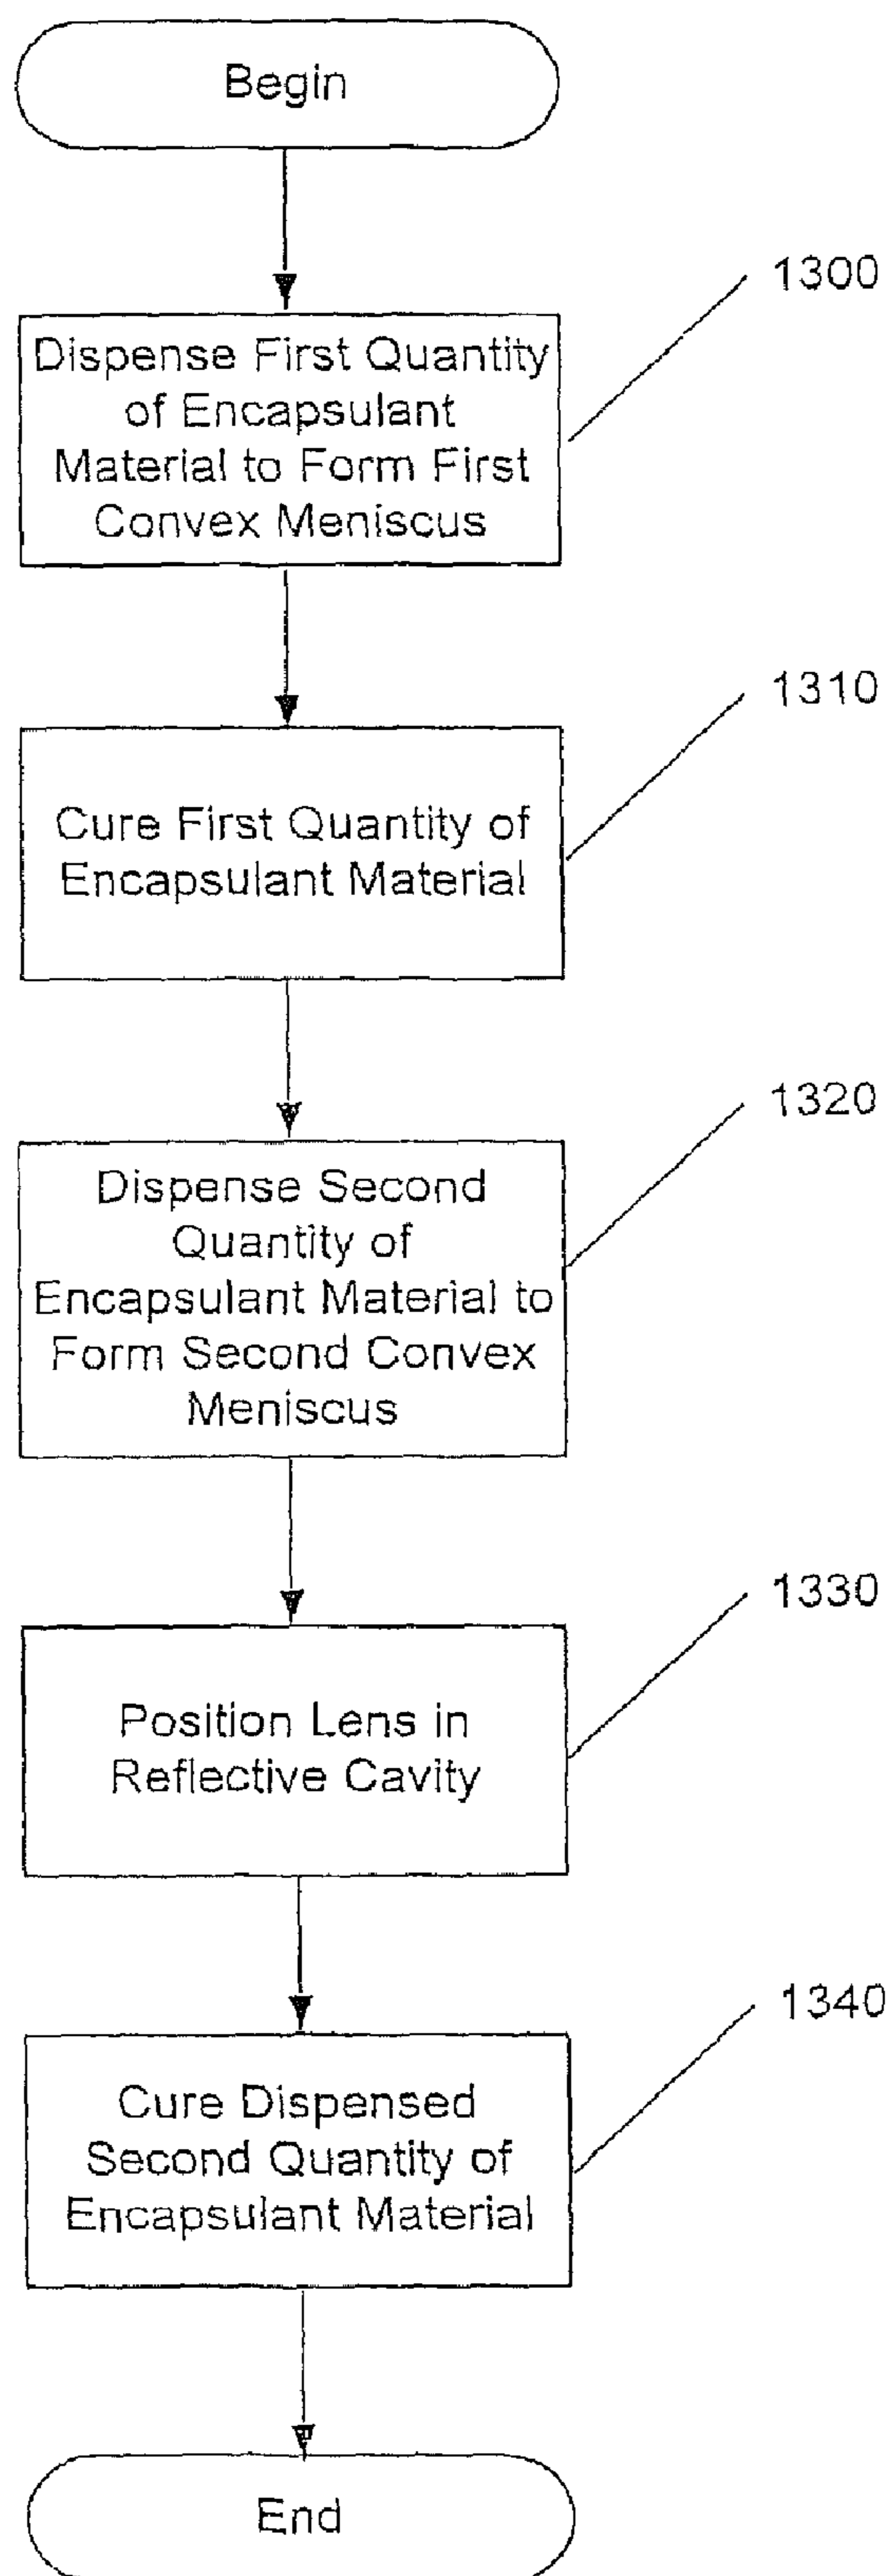 Begin
1300
Dispense First Quantity
of Encapsulant
Material to Form First
Convex Meniscus
1310
Cure First Quantity of
Encapsulant Material
1320
Dispense Second
Quantity of
Encapsulant Material to
Form Second Convex
Meniscus
1330
Position Lens in
Reflective Cavity
1340
Cure Dispensed
Second Quantity of
Encapsulant Material
End